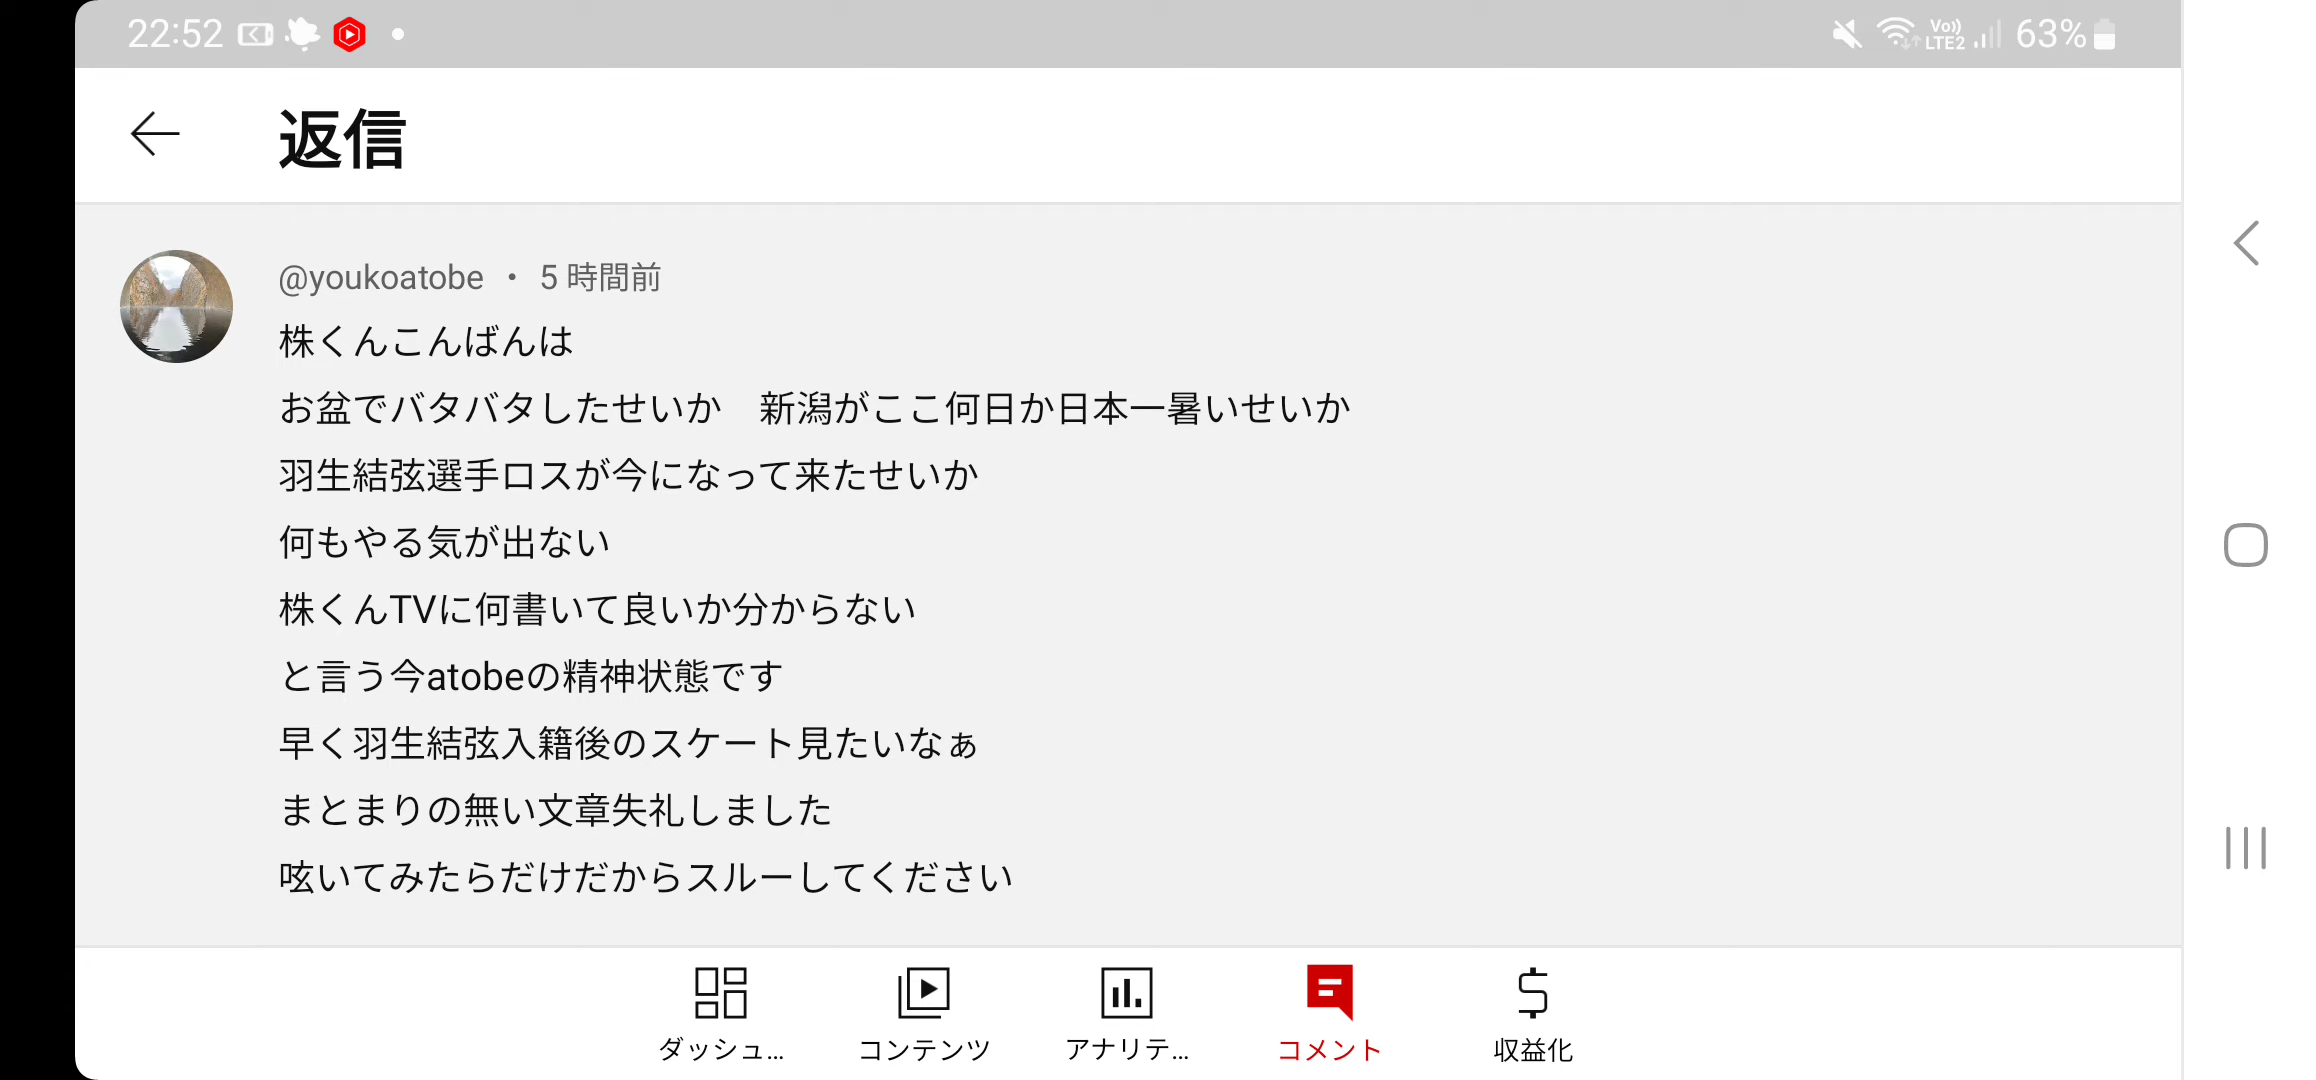 22:52
Vo)) LTE2 63%
返信
@youkoatobe ・ 5 時間前
株くんこんばんは
お盆でバタバタしたせいか　新潟がここ何日か日本一暑いせいか
羽生結弦選手ロスが今になって来たせいか
何もやる気が出ない
株くんTVに何書いて良いか分からない
と言う今atobeの精神状態です
早く羽生結弦入籍後のスケート見たいなぁ
まとまりの無い文章失礼しました
呟いてみたらだけだからスルーしてください
ダッシュ... コンテンツ アナリテ... コメント 収益化